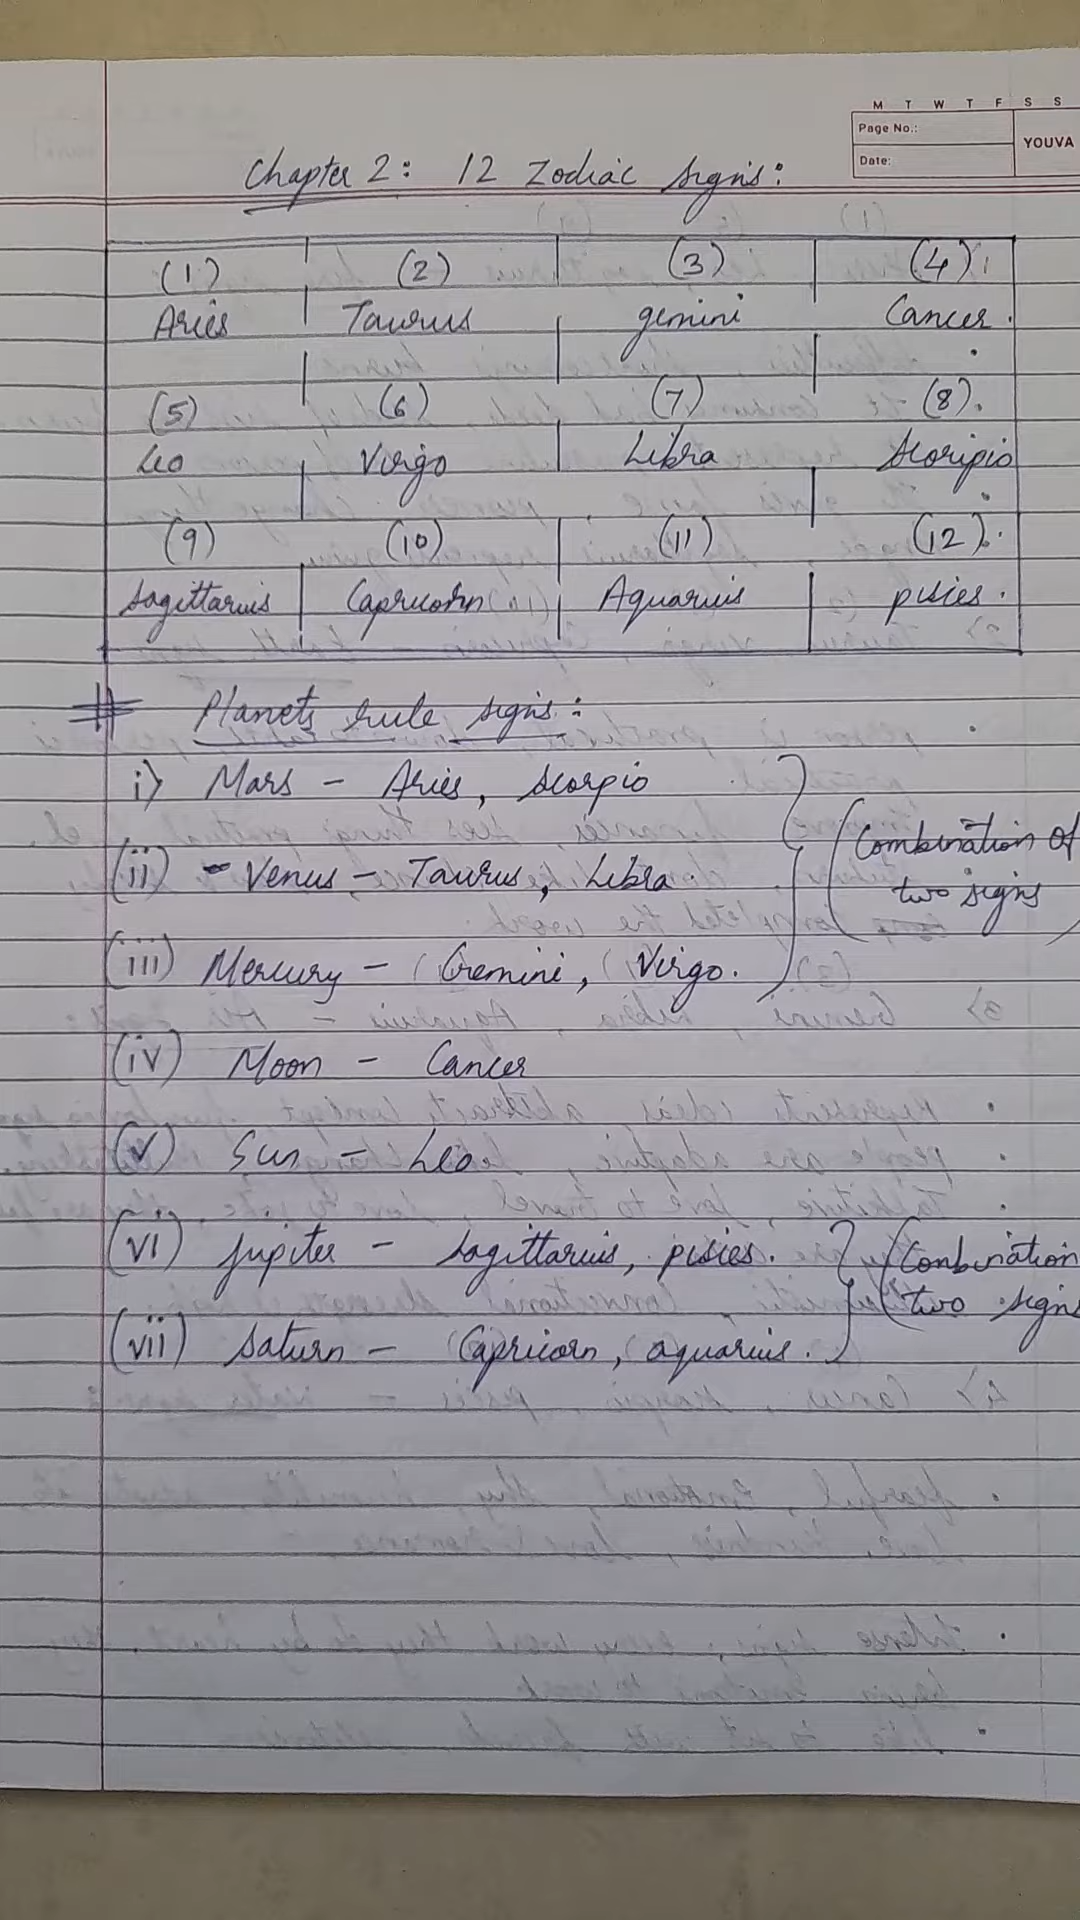 M T W T F S S
Page No.:
YOUVA
Date:
Chapter 2: 12 Zodiac signs:
(1) (2) (3) (4)
Aries Taurus gemini Cancer.
(5) (6) (7) (8).
Leo Virgo Libra Scoripio
(9) (10) (11) (12).
Sagittarius Capricorn Aquarius pisies.
# Planets rule signs:
i) Mars - Aries, Scorpio
(Combination of
(ii) - Venus - Taurus, Libra.
two signs
(iii) Mercury - Gemini, Virgo.
(iv) Moon - Cancer
(v) Sun - Leo
(vi) Jupiter - Sagittarius, pisies. (Combination
two signs
(vii) Saturn - Capricorn, aquarius.